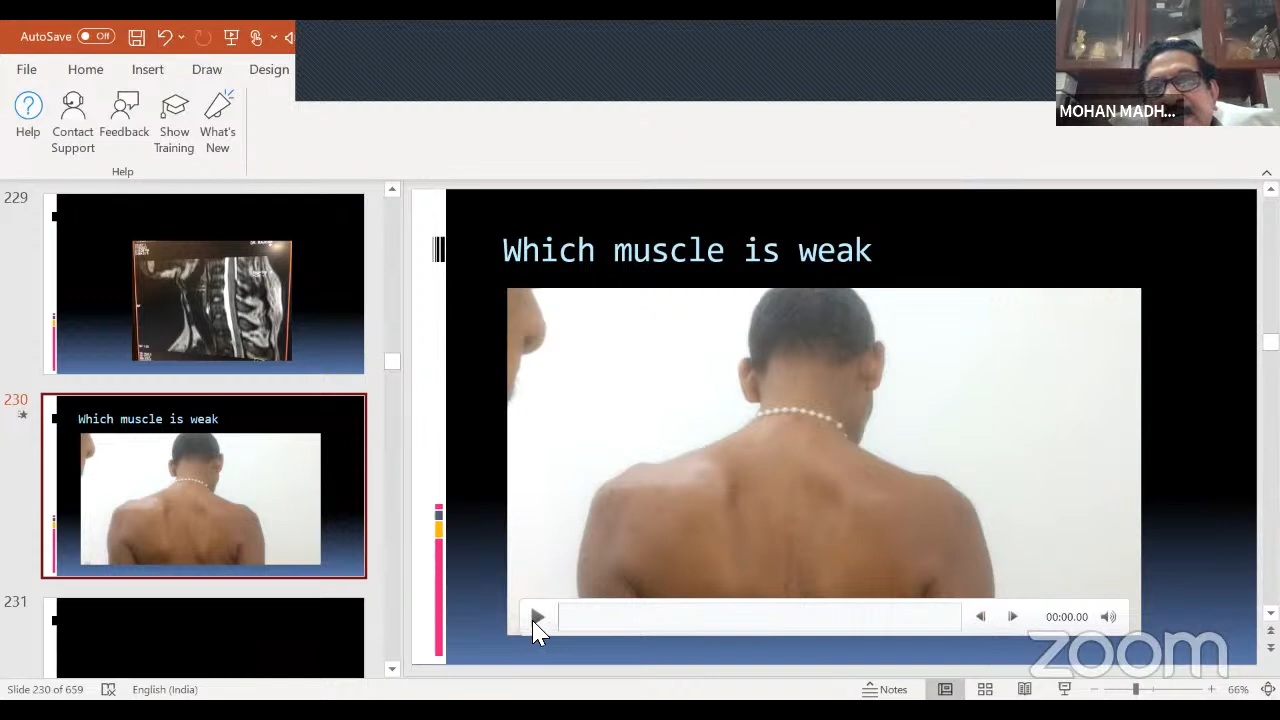 AutoSave Off
File Home Insert Draw Design
Help Contact Support Feedback Show Training What's New
Help
MOHAN MADH...
229
230
Which muscle is weak
231
Which muscle is weak
00:00.00
zoom
Slide 230 of 659 English (India) Notes 66%